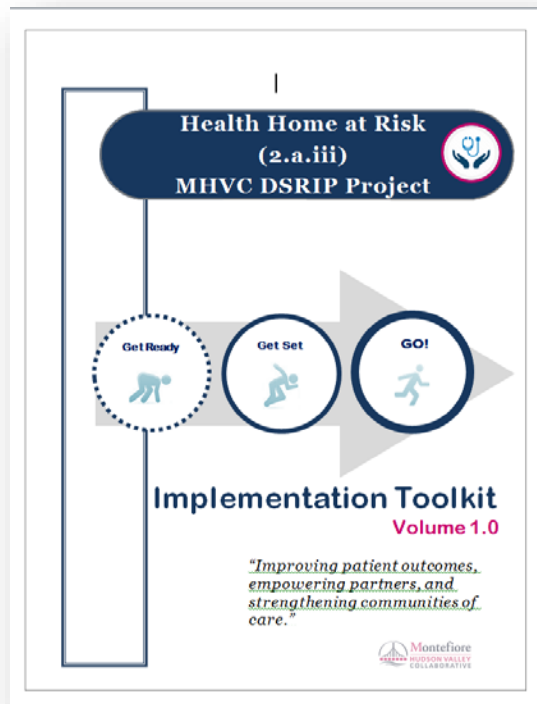 Health Home at Risk
(2.a.iii)
MHVC DSRIP Project
Get Ready
Get Set
GO!
Implementation Toolkit
Volume 1.0
“Improving patient outcomes,
empowering partners, and
strengthening communities of
care.”
Montefiore
HUDSON VALLEY
COLLABORATIVE